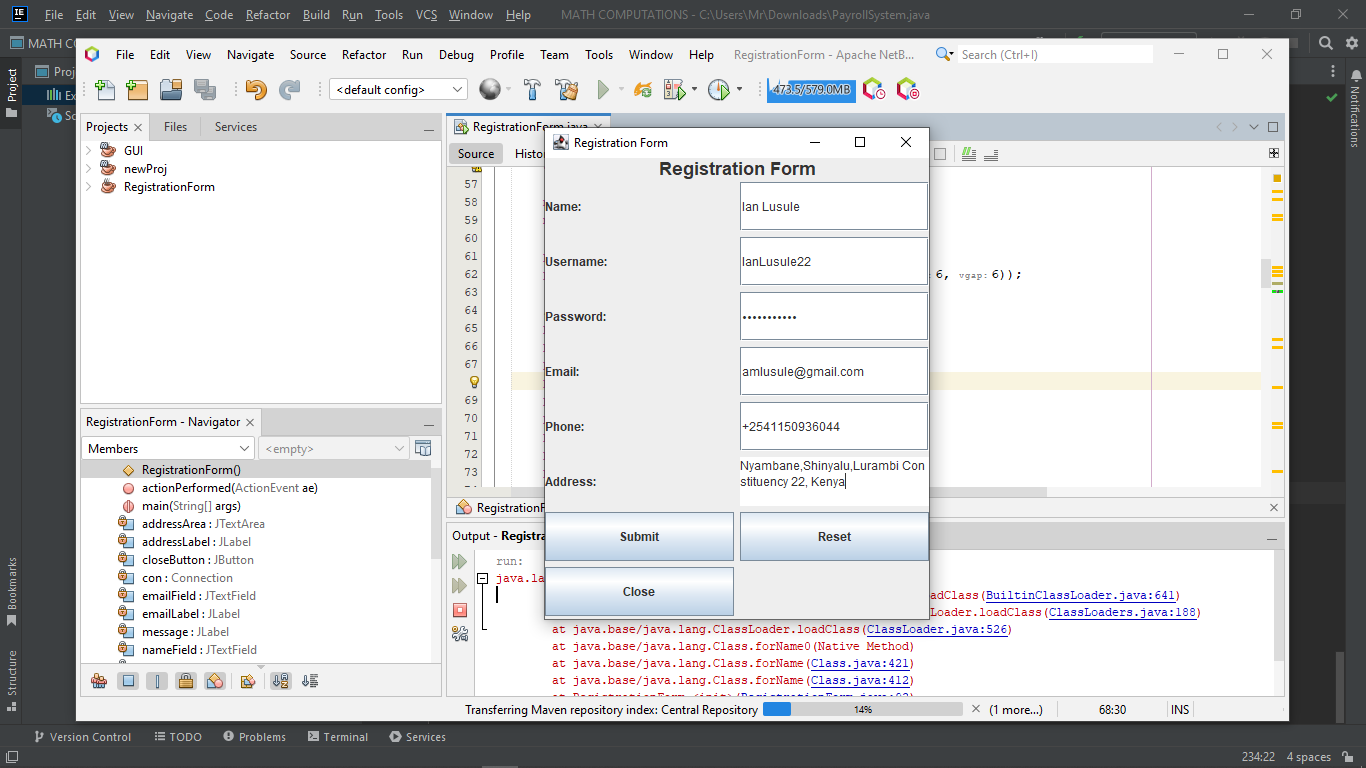 File Edit View Navigate Code Refactor Build Run Tools VCS Window Help MATH COMPUTATIONS - C:\Users\Mr\Downloads\PayrollSystem.java
MATH CO
File Edit View Navigate Source Refactor Run Debug Profile Team Tools Window Help RegistrationForm - Apache NetB... Search (Ctrl+I)
Project
Proj
Ex
Sc
<default config>
473.5/579.0MB
Notifications
Projects Files Services
GUI
newProj
RegistrationForm
RegistrationForm.java
Source Histor
57
58
59
60
61
62
63
64
65
66
67
69
70
71
72
73
6, vgap: 6));
Registration Form
Registration Form
Name: Ian Lusule
Username: IanLusule22
Password: •••••••••••
Email: amlusule@gmail.com
Phone: +2541150936044
Address: Nyambane,Shinyalu,Lurambi Con
stituency 22, Kenya
Submit Reset
Close
RegistrationForm - Navigator
Members <empty>
RegistrationForm()
actionPerformed(ActionEvent ae)
main(String[] args)
addressArea : JTextArea
addressLabel : JLabel
closeButton : JButton
con : Connection
emailField : JTextField
emailLabel : JLabel
message : JLabel
nameField : JTextField
RegistrationF
Output - Registra
run:
java.la
adClass(BuiltinClassLoader.java:641)
Loader.loadClass(ClassLoaders.java:188)
at java.base/java.lang.ClassLoader.loadClass(ClassLoader.java:526)
at java.base/java.lang.Class.forName0(Native Method)
at java.base/java.lang.Class.forName(Class.java:421)
at java.base/java.lang.Class.forName(Class.java:412)
at RegistrationForm.<init>(RegistrationForm.java:92)
Transferring Maven repository index: Central Repository 14% (1 more...) 68:30 INS
Bookmarks
Structure
Version Control TODO Problems Terminal Services
234:22 4 spaces